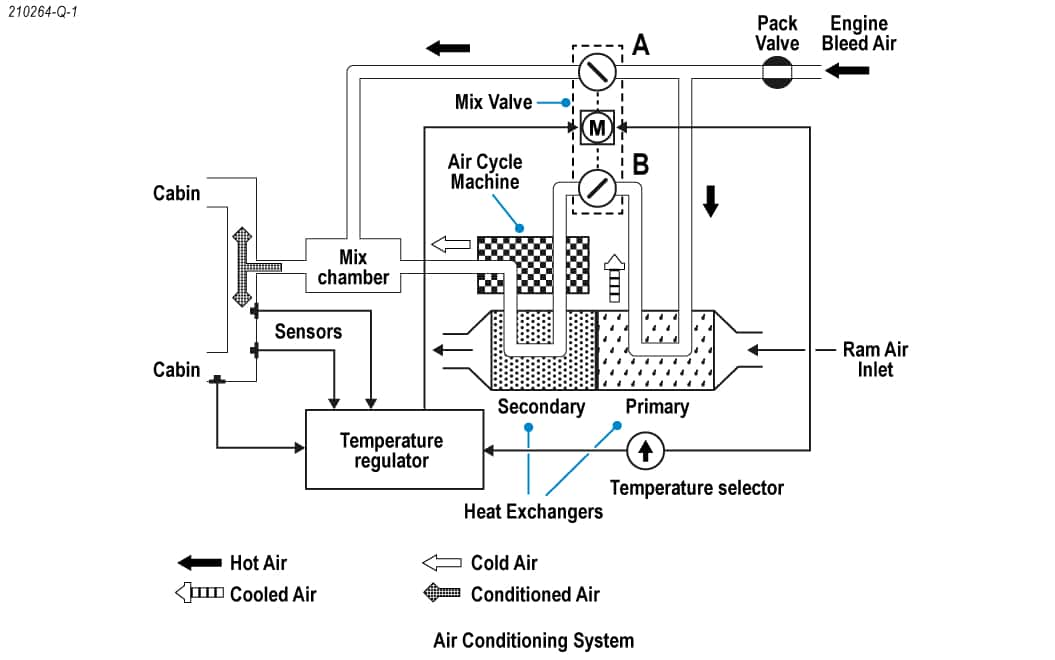 210264-Q-1
Pack
Valve
Engine
Bleed Air
A
Mix Valve
M
B
Air Cycle
Machine
Cabin
Mix
chamber
Sensors
Ram Air
Inlet
Cabin
Secondary
Primary
Temperature
regulator
Temperature selector
Heat Exchangers
Hot Air
Cold Air
Cooled Air
Conditioned Air
Air Conditioning System